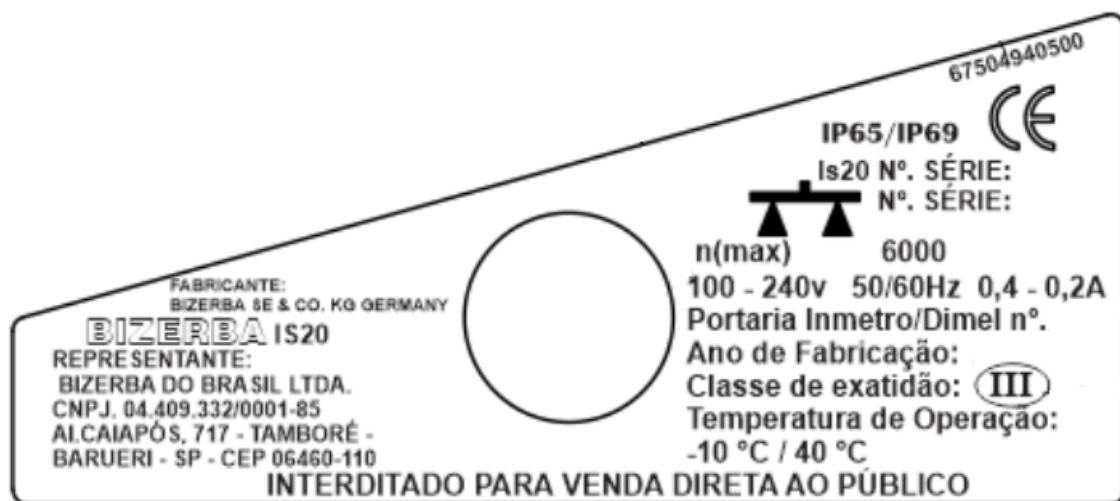 67504940500
IP65/IP69 CE
Is20 Nº. SÉRIE:
Nº. SÉRIE:
n(max) 6000
100 - 240v 50/60Hz 0,4 - 0,2A
Portaria Inmetro/Dimel nº.
Ano de Fabricação:
Classe de exatidão: III
Temperatura de Operação:
-10 °C / 40 °C
FABRICANTE:
BIZERBA SE & CO. KG GERMANY
BIZERBA IS20
REPRESENTANTE:
BIZERBA DO BRASIL LTDA.
CNPJ. 04.409.332/0001-85
Al.CAIAPÓS, 717 - TAMBORÉ -
BARUERI - SP - CEP 06460-110
INTERDITADO PARA VENDA DIRETA AO PÚBLICO